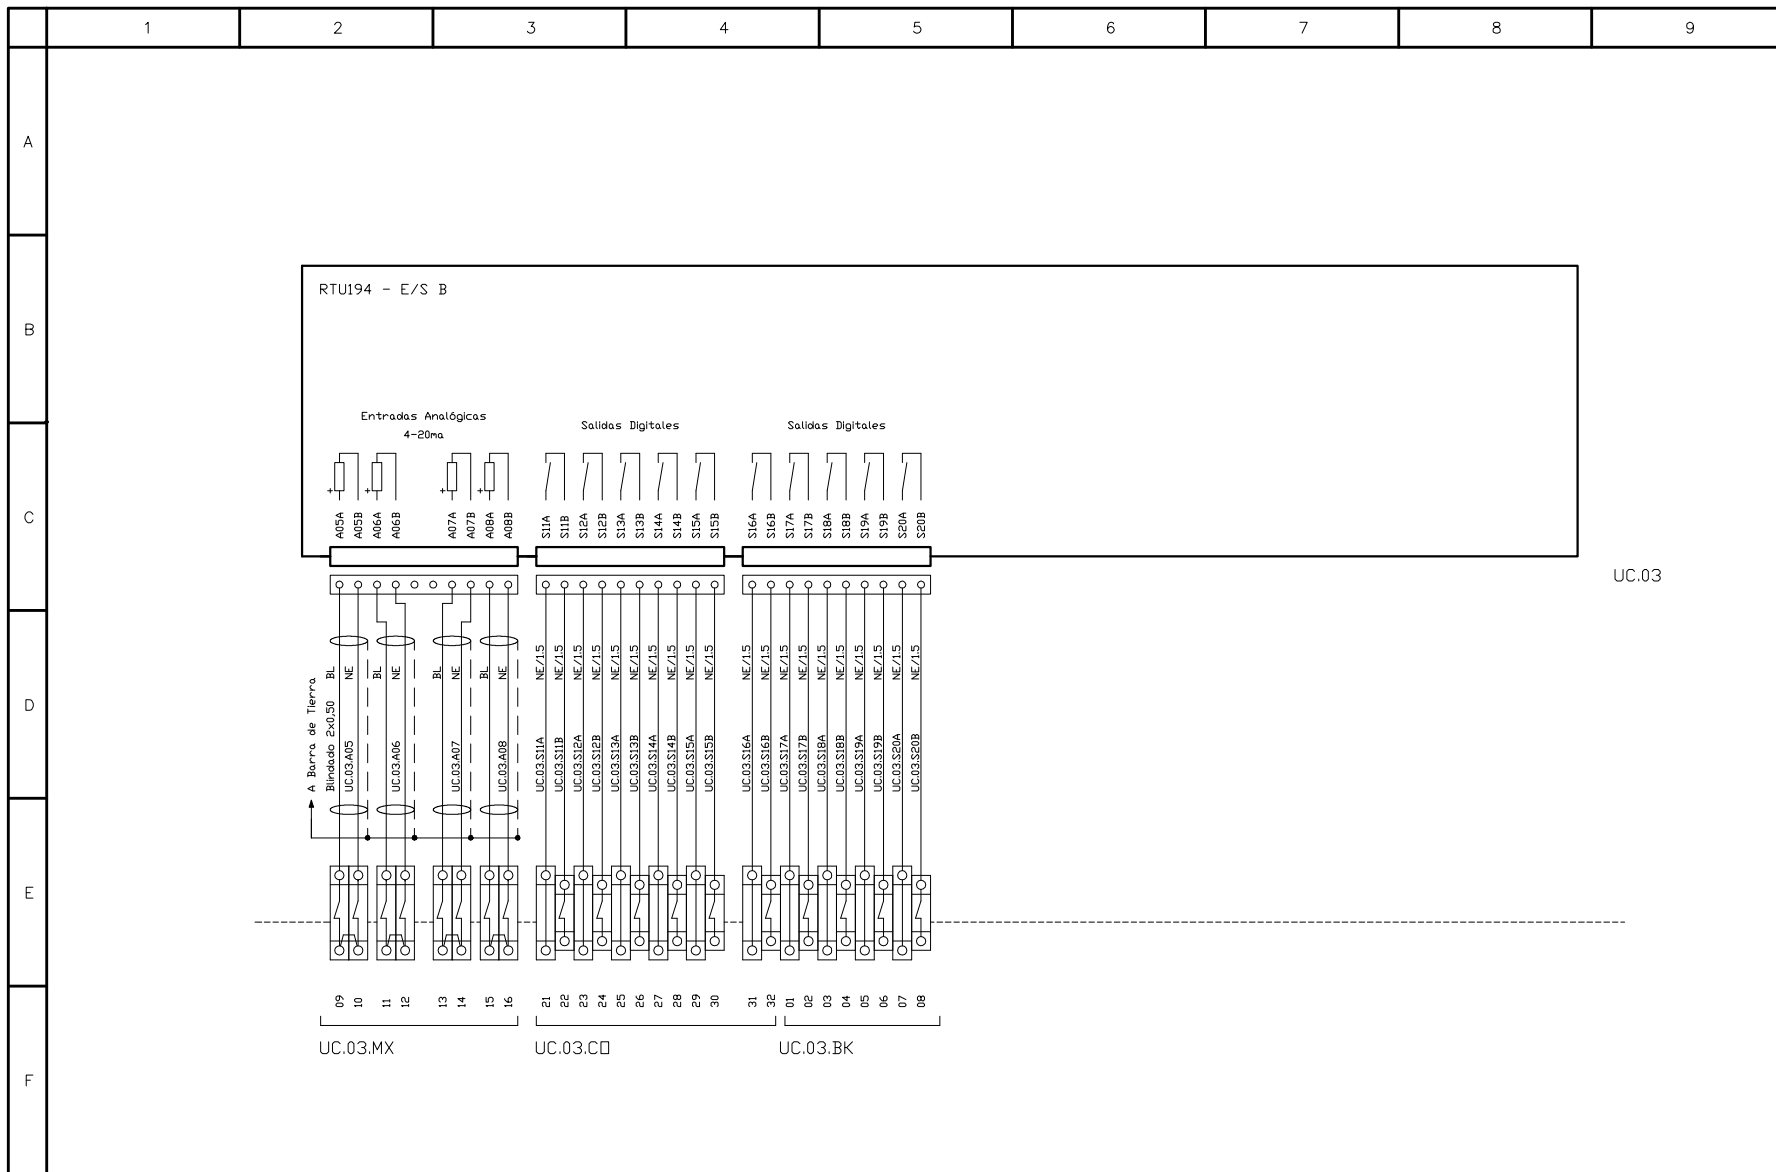 1 2 3 4 5 6 7 8 9
A
B
C
D
E
F
RTU194 - E/S B
Entradas Analógicas
4-20ma
Salidas Digitales
Salidas Digitales
+ + + +
A05A A05B A06A A06B A07A A07B A08A A08B
S11A S11B S12A S12B S13A S13B S14A S14B S15A S15B
S16A S16B S17A S17B S18A S18B S19A S19B S20A S20B
UC.03
A Barra de Tierra
Blindado 2x0,50
BL NE BL NE BL NE BL NE
UC.03.A05 UC.03.A06 UC.03.A07 UC.03.A08
NE/1.5 NE/1.5 NE/1.5 NE/1.5 NE/1.5 NE/1.5 NE/1.5 NE/1.5 NE/1.5 NE/1.5
UC.03.S11A UC.03.S11B UC.03.S12A UC.03.S12B UC.03.S13A UC.03.S13B UC.03.S14A UC.03.S14B UC.03.S15A UC.03.S15B
NE/1.5 NE/1.5 NE/1.5 NE/1.5 NE/1.5 NE/1.5 NE/1.5 NE/1.5 NE/1.5 NE/1.5
UC.03.S16A UC.03.S16B UC.03.S17A UC.03.S17B UC.03.S18A UC.03.S18B UC.03.S19A UC.03.S19B UC.03.S20A UC.03.S20B
09 10 11 12 13 14 15 16
21 22 23 24 25 26 27 28 29 30 31 32
01 02 03 04 05 06 07 08
UC.03.MX
UC.03.CO
UC.03.BK